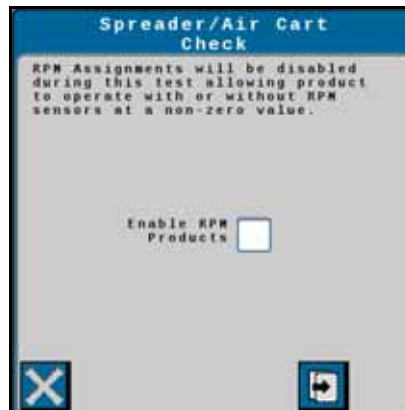 Spreader/Air Cart
Check
RPM Assignments will be disabled
during this test allowing product
to operate with or without RPM
sensors at a non-zero value.
Enable RPM
Products